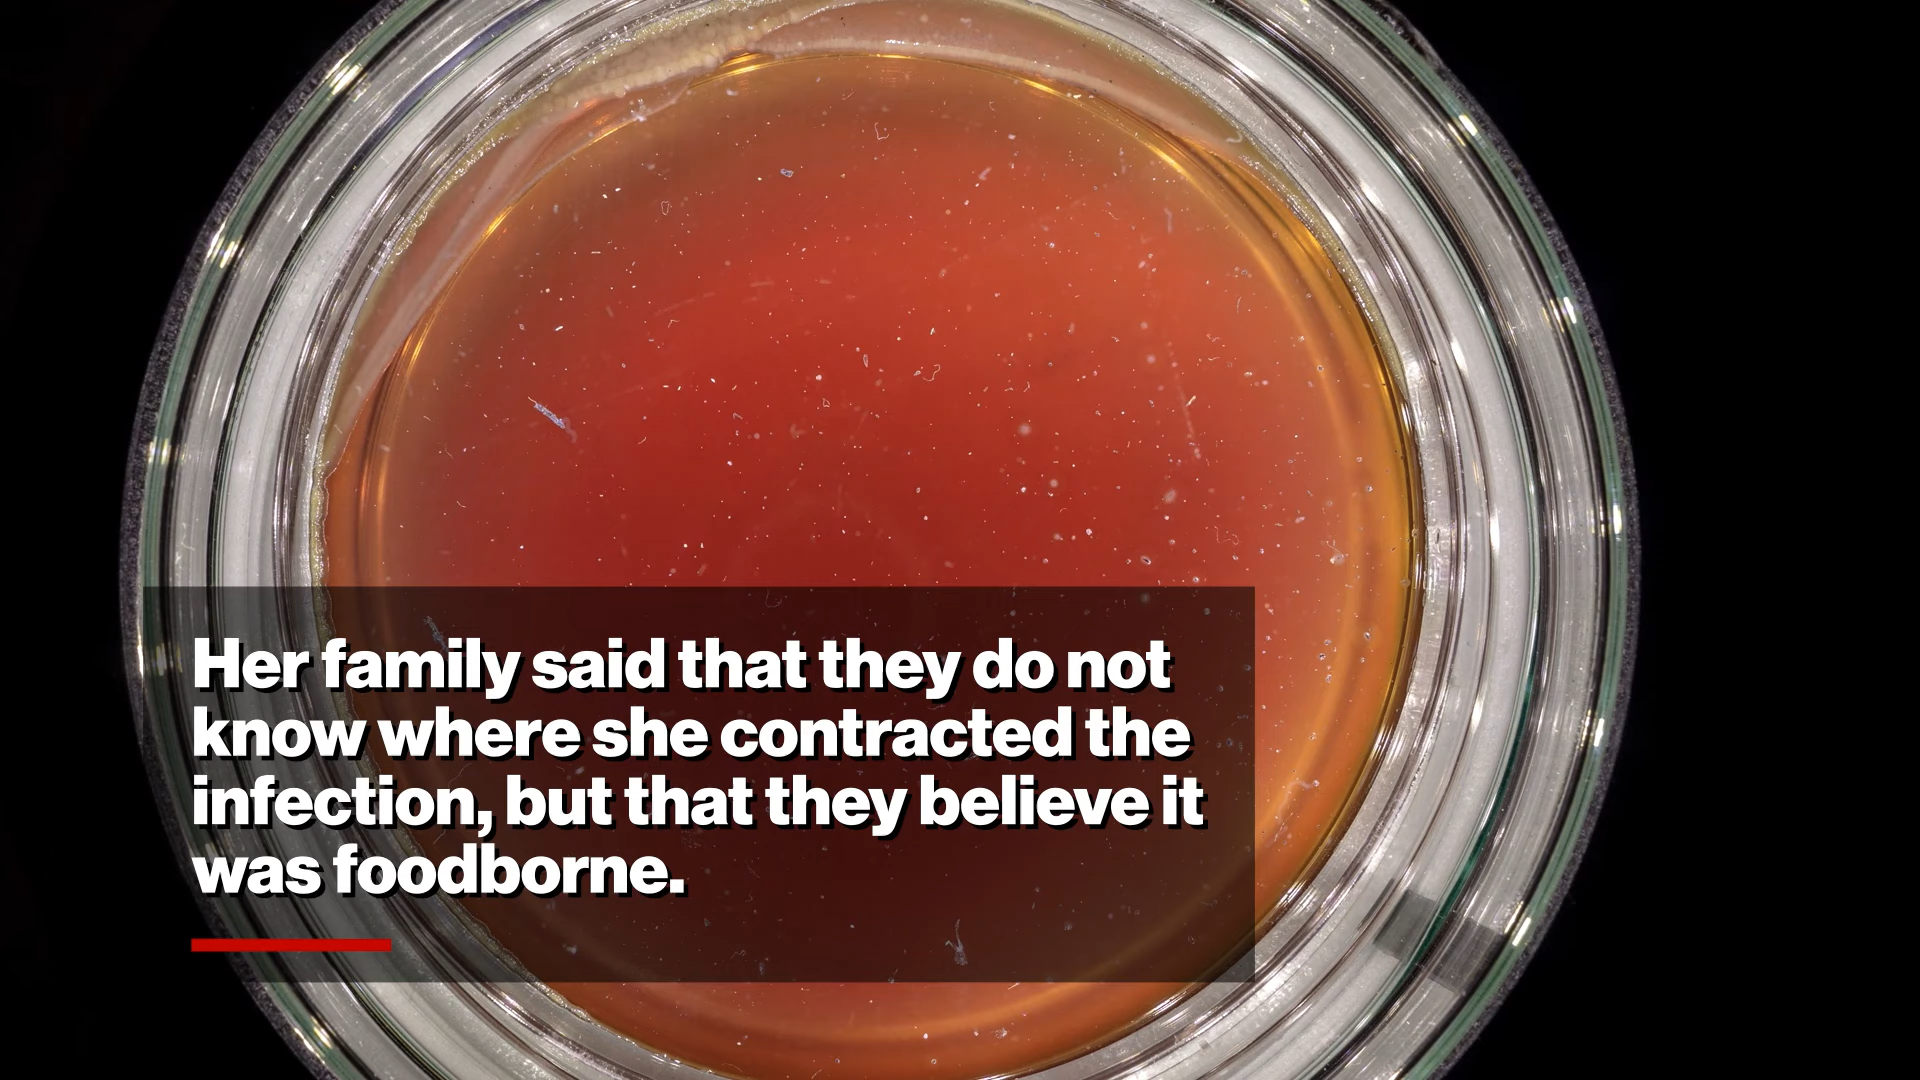 Her family said that they do not
know where she contracted the
infection, but that they believe it
was foodborne.